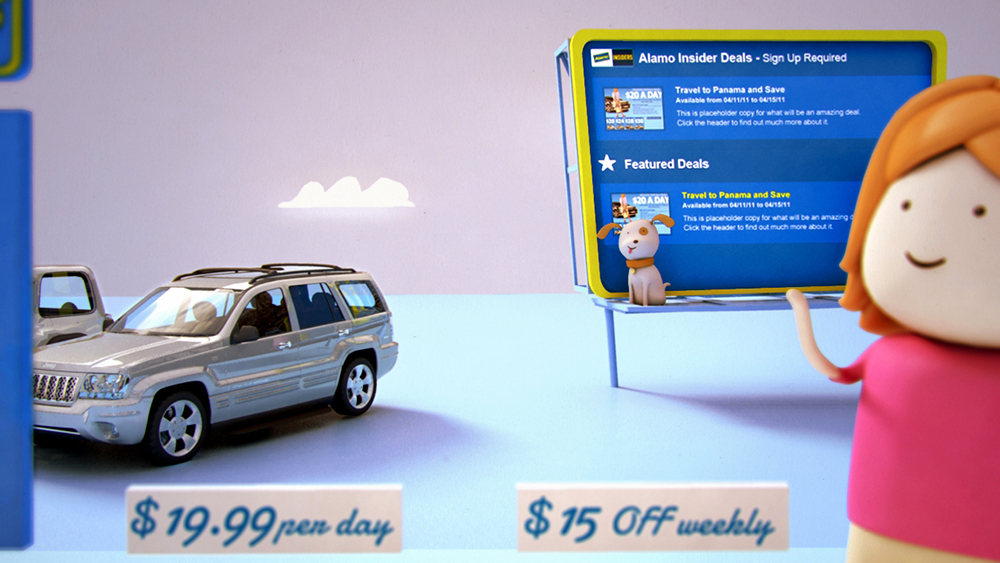 INSIDERS
Alamo Insider Deals - Sign Up Required
$20 A DAY
Travel to Panama and Save
Available from 04/11/11 to 04/15/11
This is placeholder copy for what will be an amazing deal.
Click the header to find out much more about it.
Featured Deals
$20 A DAY
Travel to Panama and Save
Available from 04/11/11 to 04/15/11
This is placeholder copy for what will be an amazing
Click the header to find out much more about it.
$19.99 per day
$15 Off weekly